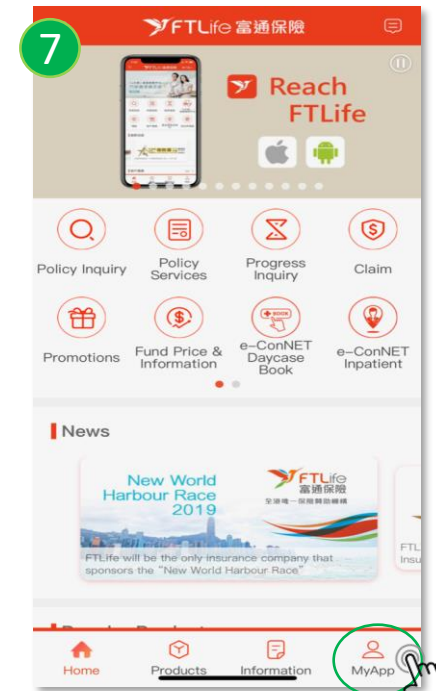 7
FTLife 富通保險
Reach
FTLife
Policy Inquiry
Policy
Services
Progress
Inquiry
Claim
Promotions
Fund Price &
Information
e-ConNET
Daycase
Book
e-ConNET
Inpatient
News
New World
Harbour Race
2019
FTLife
富通保險
FTLife will be the only insurance company that
sponsors the "New World Harbour Race"
FTL
Insu
Home
Products
Information
MyApp